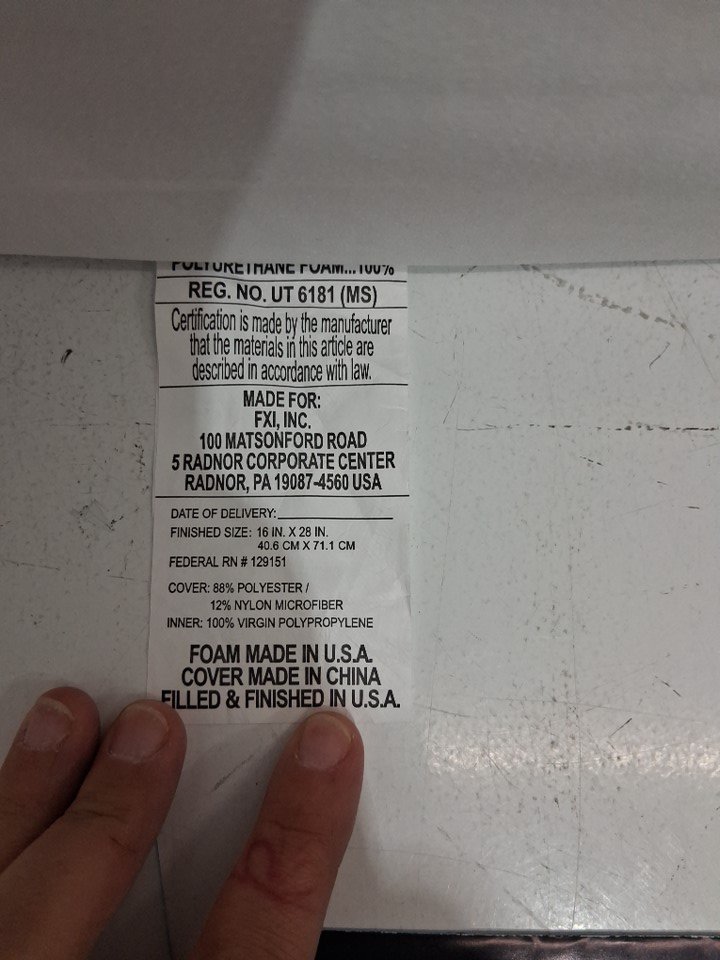 POLYURETHANE FOAM...100%
REG. NO. UT 6181 (MS)
Certification is made by the manufacturer
that the materials in this article are
described in accordance with law.
MADE FOR:
FXI, INC.
100 MATSONFORD ROAD
5 RADNOR CORPORATE CENTER
RADNOR, PA 19087-4560 USA
DATE OF DELIVERY:
FINISHED SIZE: 16 IN. X 28 IN.
40.6 CM X 71.1 CM
FEDERAL RN # 129151
COVER: 88% POLYESTER /
12% NYLON MICROFIBER
INNER: 100% VIRGIN POLYPROPYLENE
FOAM MADE IN U.S.A.
COVER MADE IN CHINA
FILLED & FINISHED IN U.S.A.